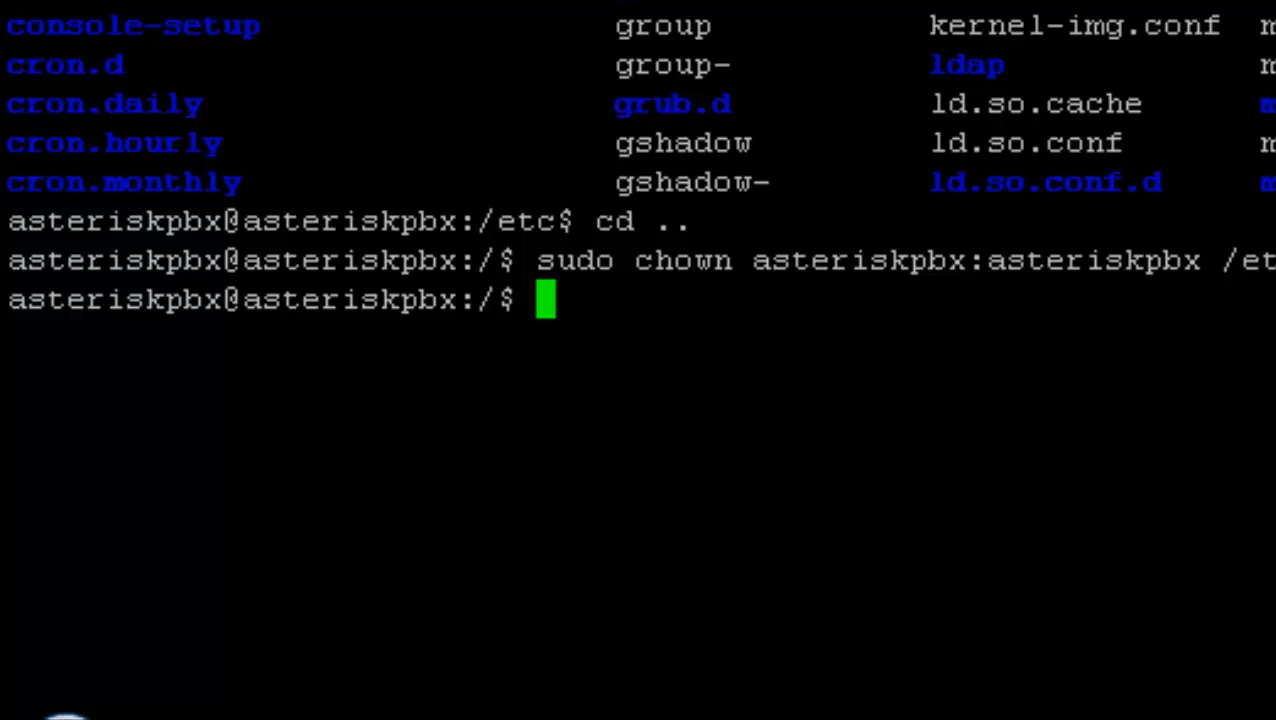 console-setup group kernel-img.conf
cron.d group- ldap
cron.daily grub.d ld.so.cache
cron.hourly gshadow ld.so.conf
cron.monthly gshadow- ld.so.conf.d
asteriskpbx@asteriskpbx:/etc$ cd ..
asteriskpbx@asteriskpbx:/$ sudo chown asteriskpbx:asteriskpbx /et
asteriskpbx@asteriskpbx:/$